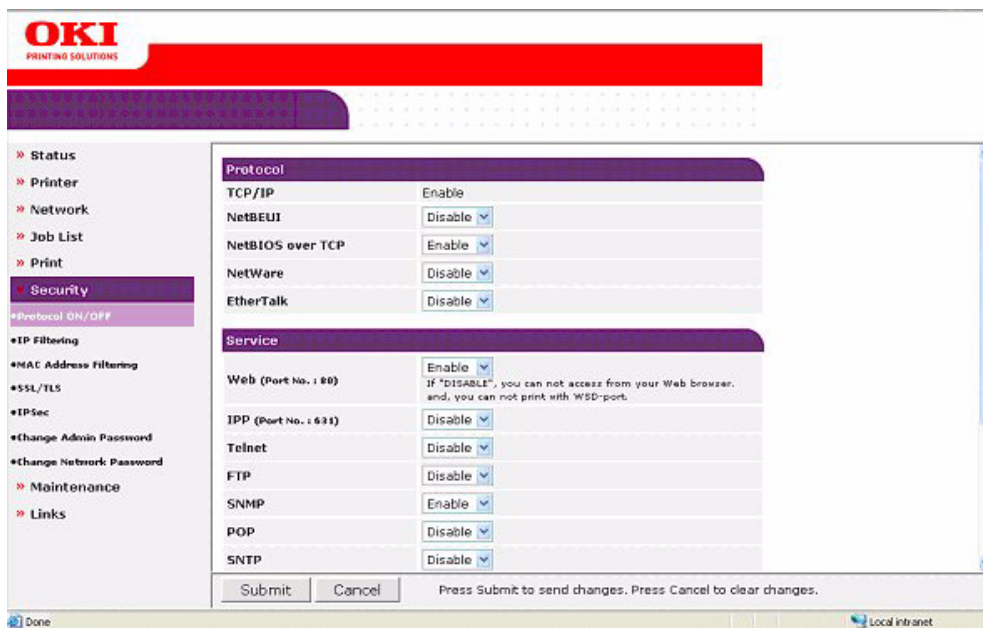 OKI
PRINTING SOLUTIONS
Status
Printer
Network
Job List
Print
Security
Protocol ON/OFF
IP Filtering
MAC Address Filtering
SSL/TLS
IPSec
Change Admin Password
Change Network Password
Maintenance
Links
Protocol
TCP/IP Enable
NetBEUI Disable
NetBIOS over TCP Enable
NetWare Disable
EtherTalk Disable
Service
Web (Port No. : 80) Enable
If "DISABLE", you can not access from your Web browser.
and, you can not print with WSD-port.
IPP (Port No. : 631) Disable
Telnet Disable
FTP Disable
SNMP Enable
POP Disable
SNTP Disable
Submit Cancel Press Submit to send changes. Press Cancel to clear changes.
Done Local intranet